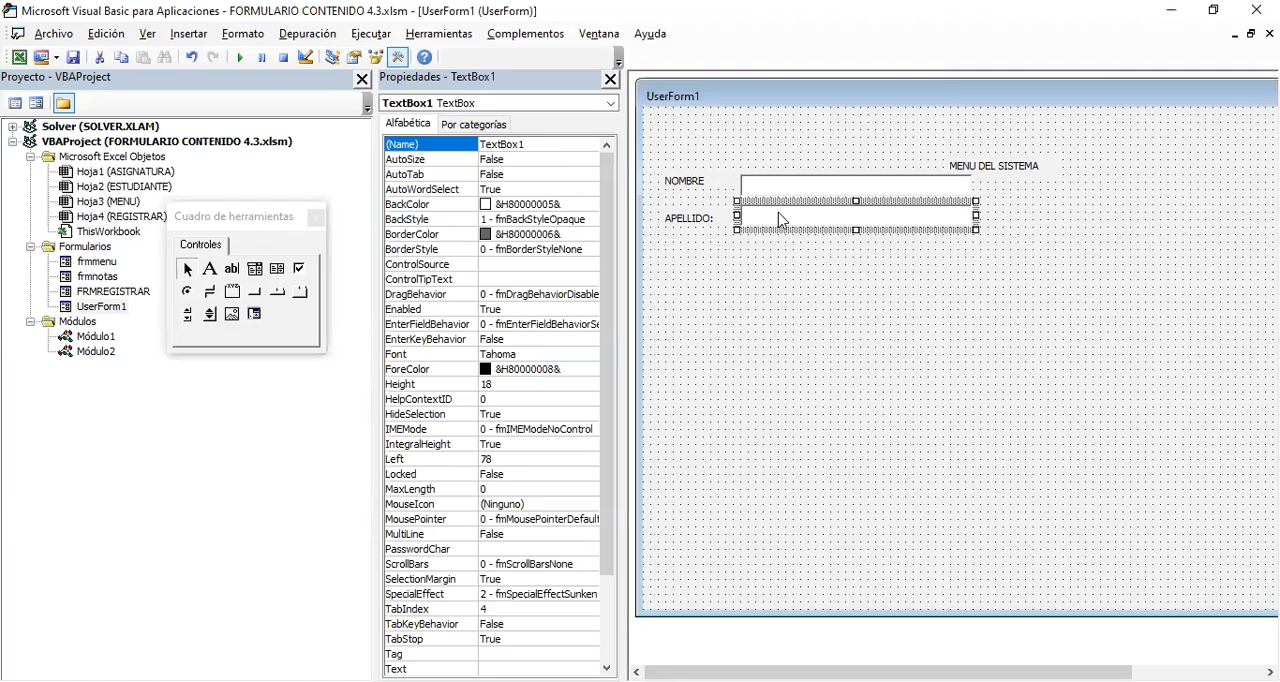 Microsoft Visual Basic para Aplicaciones - FORMULARIO CONTENIDO 4.3.xlsm - [UserForm1 (UserForm)]
Archivo Edición Ver Insertar Formato Depuración Ejecutar Herramientas Complementos Ventana Ayuda
Proyecto - VBAProject
Solver (SOLVER.XLAM)
VBAProject (FORMULARIO CONTENIDO 4.3.xlsm)
Microsoft Excel Objetos
Hoja1 (ASIGNATURA)
Hoja2 (ESTUDIANTE)
Hoja3 (MENU)
Hoja4 (REGISTRAR)
ThisWorkbook
Formularios
frmmenu
frmnotas
FRMREGISTRAR
UserForm1
Módulos
Módulo1
Módulo2
Cuadro de herramientas
Controles
A ab| XYZ
Propiedades - TextBox1
TextBox1 TextBox
Alfabética Por categorías
(Name) TextBox1
AutoSize False
AutoTab False
AutoWordSelect True
BackColor &H80000005&
BackStyle 1 - fmBackStyleOpaque
BorderColor &H80000006&
BorderStyle 0 - fmBorderStyleNone
ControlSource
ControlTipText
DragBehavior 0 - fmDragBehaviorDisable
Enabled True
EnterFieldBehavior 0 - fmEnterFieldBehaviorSe
EnterKeyBehavior False
Font Tahoma
ForeColor &H80000008&
Height 18
HelpContextID 0
HideSelection True
IMEMode 0 - fmIMEModeNoControl
IntegralHeight True
Left 78
Locked False
MaxLength 0
MouseIcon (Ninguno)
MousePointer 0 - fmMousePointerDefault
MultiLine False
PasswordChar
ScrollBars 0 - fmScrollBarsNone
SelectionMargin True
SpecialEffect 2 - fmSpecialEffectSunken
TabIndex 4
TabKeyBehavior False
TabStop True
Tag
Text
UserForm1
MENU DEL SISTEMA
NOMBRE
APELLIDO: